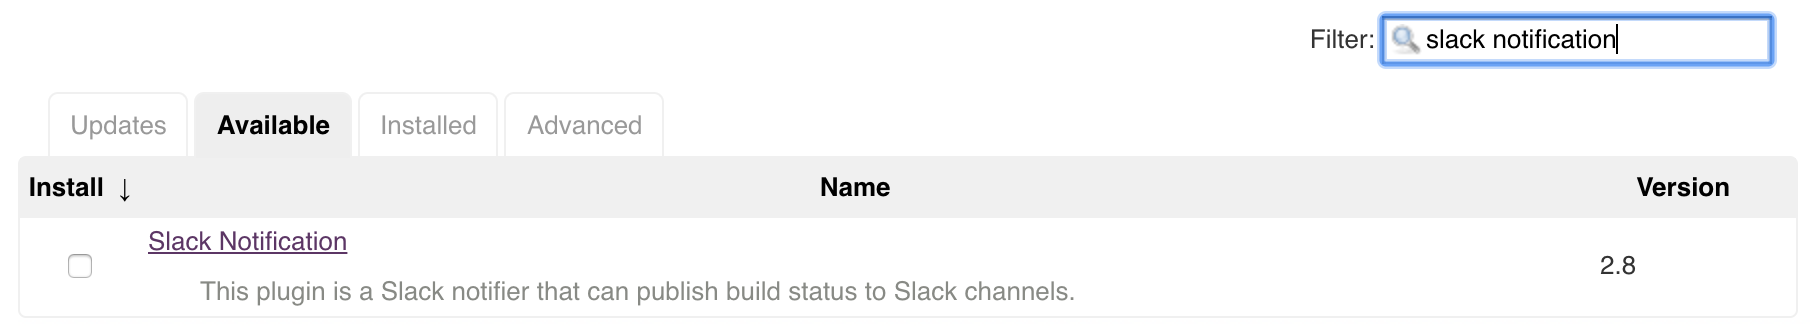 Filter: slack notification
Updates Available Installed Advanced
Install ↓ Name Version
Slack Notification
This plugin is a Slack notifier that can publish build status to Slack channels.
2.8